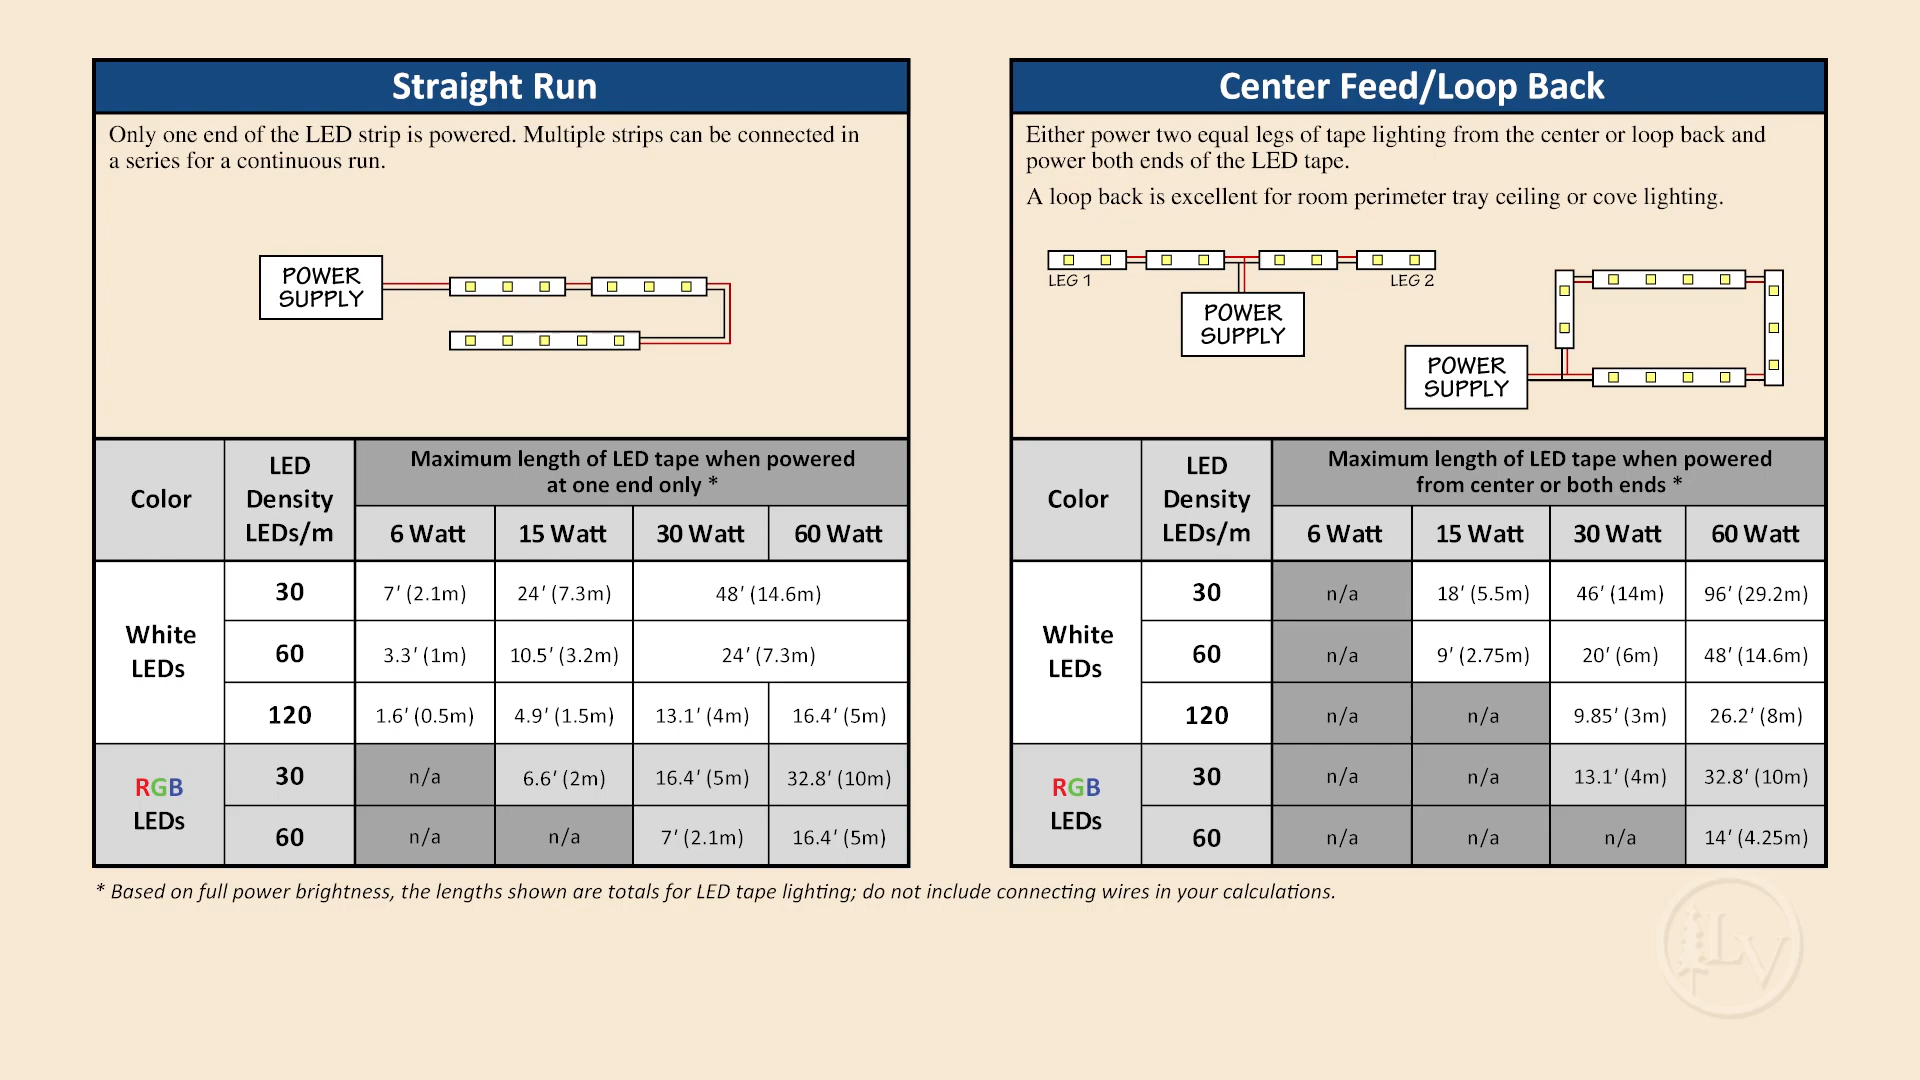 Straight Run
Only one end of the LED strip is powered. Multiple strips can be connected in
a series for a continuous run.
POWER
SUPPLY
Color
LED
Density
LEDs/m
Maximum length of LED tape when powered
at one end only *
6 Watt 15 Watt 30 Watt 60 Watt
White
LEDs
30 7′ (2.1m) 24′ (7.3m) 48′ (14.6m)
60 3.3′ (1m) 10.5′ (3.2m) 24′ (7.3m)
120 1.6′ (0.5m) 4.9′ (1.5m) 13.1′ (4m) 16.4′ (5m)
RGB
LEDs
30 n/a 6.6′ (2m) 16.4′ (5m) 32.8′ (10m)
60 n/a n/a 7′ (2.1m) 16.4′ (5m)
Center Feed/Loop Back
Either power two equal legs of tape lighting from the center or loop back and
power both ends of the LED tape.
A loop back is excellent for room perimeter tray ceiling or cove lighting.
LEG 1 LEG 2
POWER
SUPPLY
POWER
SUPPLY
Color
LED
Density
LEDs/m
Maximum length of LED tape when powered
from center or both ends *
6 Watt 15 Watt 30 Watt 60 Watt
White
LEDs
30 n/a 18′ (5.5m) 46′ (14m) 96′ (29.2m)
60 n/a 9′ (2.75m) 20′ (6m) 48′ (14.6m)
120 n/a n/a 9.85′ (3m) 26.2′ (8m)
RGB
LEDs
30 n/a n/a 13.1′ (4m) 32.8′ (10m)
60 n/a n/a n/a 14′ (4.25m)
* Based on full power brightness, the lengths shown are totals for LED tape lighting; do not include connecting wires in your calculations.
LV